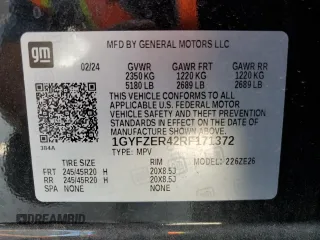 gm
MFD BY GENERAL MOTORS LLC
02/24 GVWR GAWR FRT GAWR RR
2350 KG 1220 KG 1220 KG
5180 LB 2689 LB 2689 LB
THIS VEHICLE CONFORMS TO ALL
APPLICABLE U.S. FEDERAL MOTOR
VEHICLE SAFETY AND THEFT
PREVENTION STANDARDS IN EFFECT
ON THE DATE OF MANUFACTURE
SHOWN ABOVE.
384A
1GYFZER42RF171372
TYPE: MPV MODEL: 2262E26
TIRE SIZE RIM
FRT 245/45R20 H 20X8.5J
RR 245/45R20 H 20X8.5J
SPA NONE NONE
DREAMBID